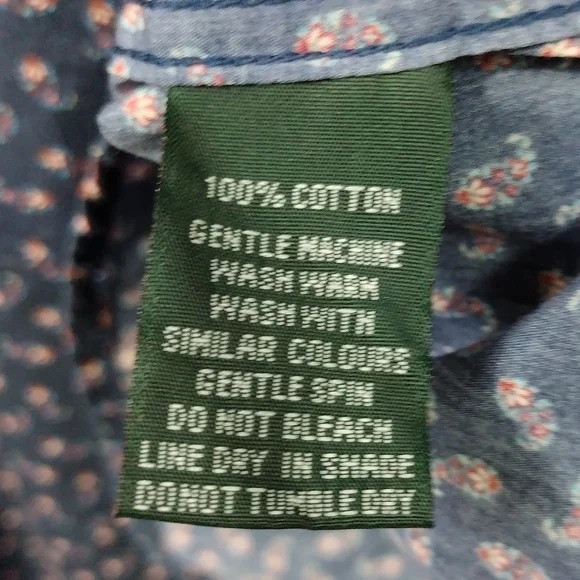 100% COTTON
GENTLE MACHINE
WASH WARM
WASH WITH
SIMILAR COLOURS
GENTLE SPIN
DO NOT BLEACH
LINE DRY IN SHADE
DO NOT TUMBLE DRY